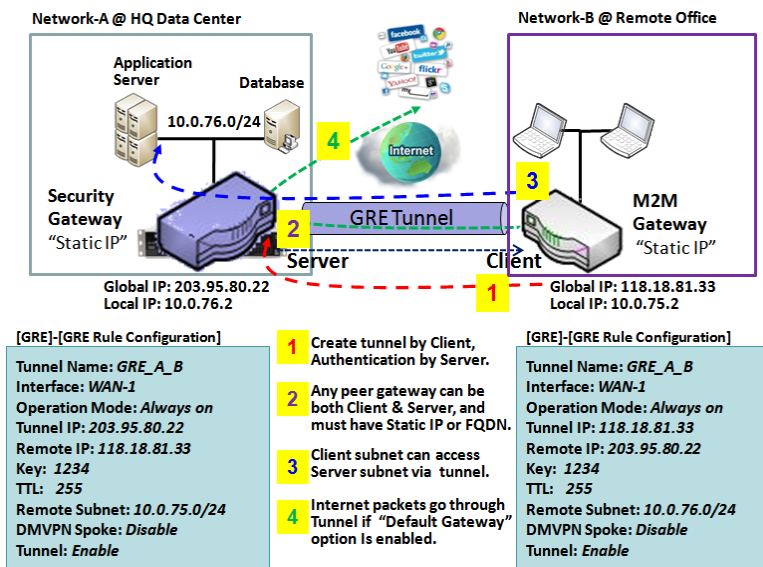 Network-A @ HQ Data Center
Network-B @ Remote Office
Application
Server
Database
10.0.76.0/24
facebook
YouTube
twitter
Google+
flickr
YAHOO!
4
Internet
3
Security
Gateway
"Static IP"
2
GRE Tunnel
M2M
Gateway
"Static IP"
Server
Client
1
Global IP: 203.95.80.22
Local IP: 10.0.76.2
Global IP: 118.18.81.33
Local IP: 10.0.75.2
[GRE]-[GRE Rule Configuration]
Tunnel Name: GRE_A_B
Interface: WAN-1
Operation Mode: Always on
Tunnel IP: 203.95.80.22
Remote IP: 118.18.81.33
Key: 1234
TTL: 255
Remote Subnet: 10.0.75.0/24
DMVPN Spoke: Disable
Tunnel: Enable
1
Create tunnel by Client,
Authentication by Server.
2
Any peer gateway can be
both Client & Server, and
must have Static IP or FQDN.
3
Client subnet can access
Server subnet via tunnel.
4
Internet packets go through
Tunnel if "Default Gateway"
option Is enabled.
[GRE]-[GRE Rule Configuration]
Tunnel Name: GRE_A_B
Interface: WAN-1
Operation Mode: Always on
Tunnel IP: 118.18.81.33
Remote IP: 203.95.80.22
Key: 1234
TTL: 255
Remote Subnet: 10.0.76.0/24
DMVPN Spoke: Disable
Tunnel: Enable